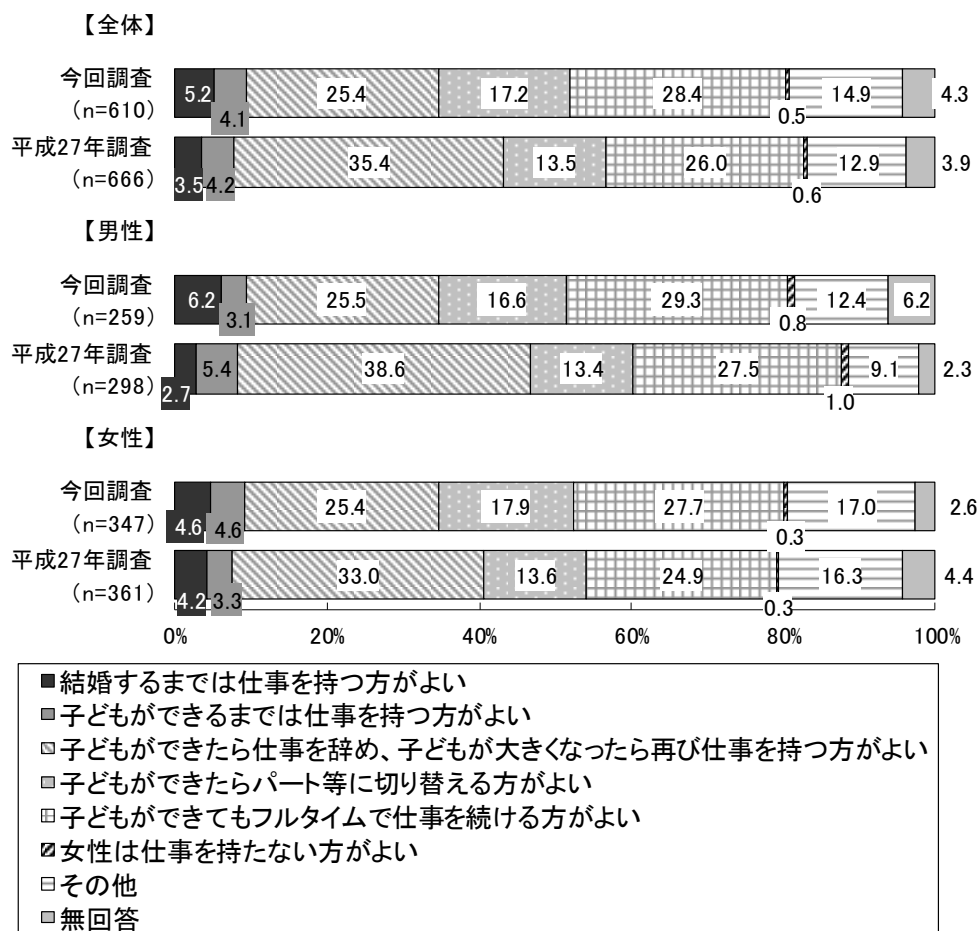 【全体】
今回調査
(n=610)
5.2
4.1
25.4
17.2
28.4
0.5
14.9
4.3
平成27年調査
(n=666)
3.5
4.2
35.4
13.5
26.0
0.6
12.9
3.9
【男性】
今回調査
(n=259)
6.2
3.1
25.5
16.6
29.3
0.8
12.4
6.2
平成27年調査
(n=298)
2.7
5.4
38.6
13.4
27.5
1.0
9.1
2.3
【女性】
今回調査
(n=347)
4.6
4.6
25.4
17.9
27.7
0.3
17.0
2.6
平成27年調査
(n=361)
4.2
3.3
33.0
13.6
24.9
0.3
16.3
4.4
0% 20% 40% 60% 80% 100%
結婚するまでは仕事を持つ方がよい
子どもができるまでは仕事を持つ方がよい
子どもができたら仕事を辞め、子どもが大きくなったら再び仕事を持つ方がよい
子どもができたらパート等に切り替える方がよい
子どもができてもフルタイムで仕事を続ける方がよい
女性は仕事を持たない方がよい
その他
無回答